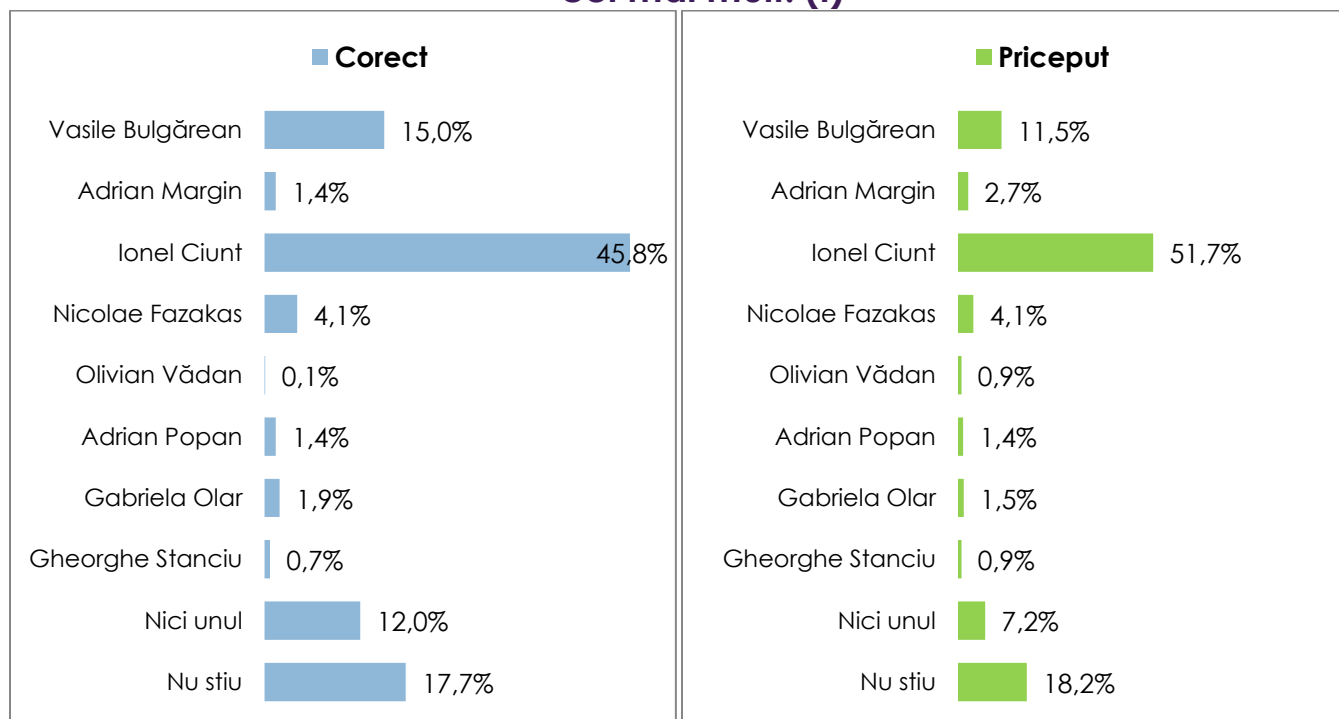 Corect
Vasile Bulgărean 15,0%
Adrian Margin 1,4%
Ionel Ciunt 45,8%
Nicolae Fazakas 4,1%
Olivian Vădan 0,1%
Adrian Popan 1,4%
Gabriela Olar 1,9%
Gheorghe Stanciu 0,7%
Nici unul 12,0%
Nu stiu 17,7%
Priceput
Vasile Bulgărean 11,5%
Adrian Margin 2,7%
Ionel Ciunt 51,7%
Nicolae Fazakas 4,1%
Olivian Vădan 0,9%
Adrian Popan 1,4%
Gabriela Olar 1,5%
Gheorghe Stanciu 0,9%
Nici unul 7,2%
Nu stiu 18,2%